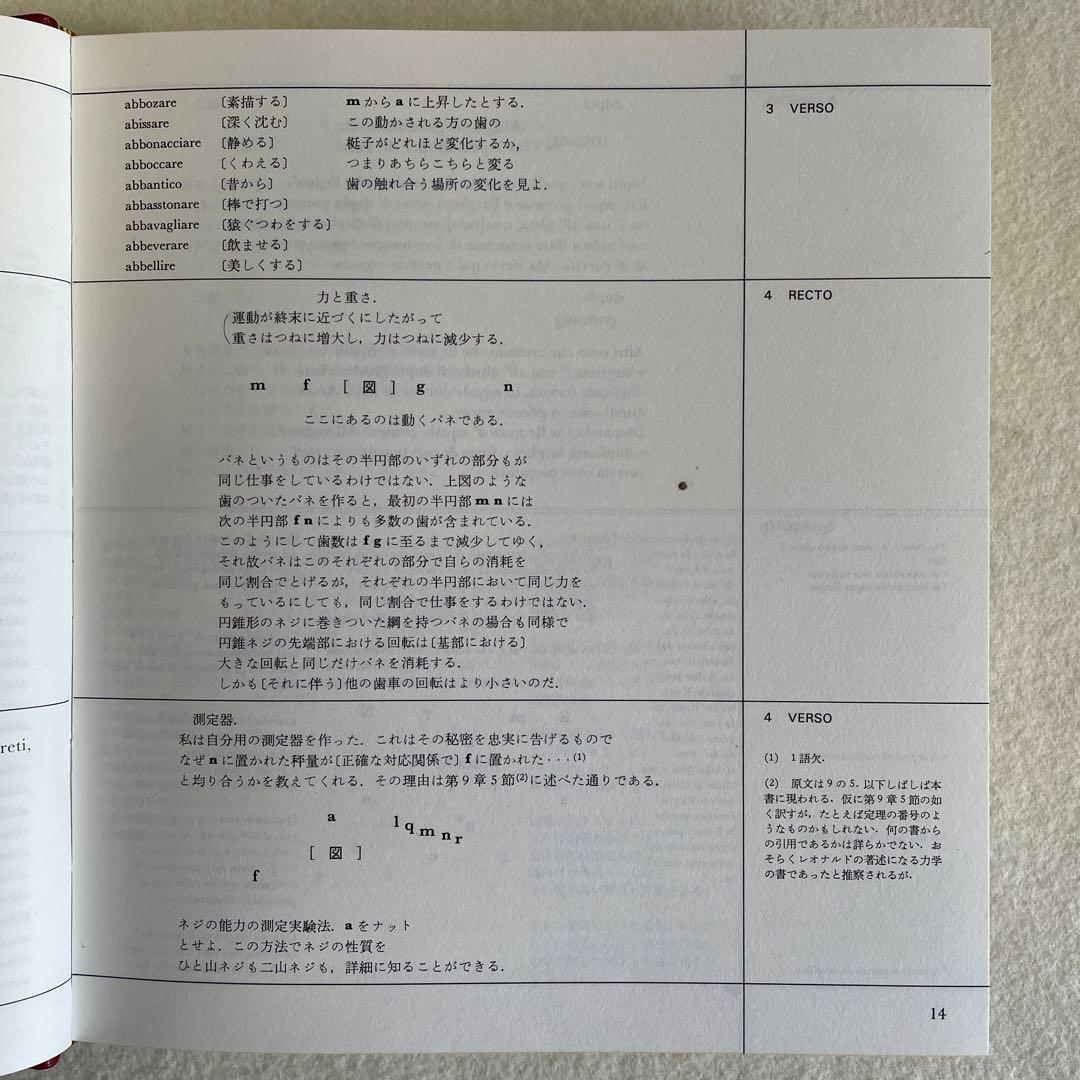 reti,
abbozare 〔素描する〕 mからaに上昇したとする.
abissare 〔深く沈む〕 この動かされる方の歯の
abbonacciare 〔静める〕 梃子がどれほど変化するか,
abboccare 〔くわえる〕 つまりあちらこちらと変る
abbantico 〔昔から〕 歯の触れ合う場所の変化を見よ.
abbasstonare 〔棒で打つ〕
abbavagliare 〔猿ぐつわをする〕
abbeverare 〔飲ませる〕
abbellire 〔美しくする〕
3 VERSO
力と重さ.
運動が終末に近づくにしたがって
重さはつねに増大し,力はつねに減少する.
m f [ 図 ] g n
ここにあるのは動くバネである.
バネというものはその半円部のいずれの部分もが
同じ仕事をしているわけではない.上図のような
歯のついたバネを作ると,最初の半円部mnには
次の半円部fnによりも多数の歯が含まれている.
このようにして歯数はfgに至るまで減少してゆく,
それ故バネはこのそれぞれの部分で自らの消耗を
同じ割合でとげるが,それぞれの半円部において同じ力を
もっているにしても,同じ割合で仕事をするわけではない.
円錐形のネジに巻きついた綱を持つバネの場合も同様で
円錐ネジの先端部における回転は〔基部における〕
大きな回転と同じだけバネを消耗する.
しかも〔それに伴う〕他の歯車の回転はより小さいのだ.
4 RECTO
測定器.
私は自分用の測定器を作った.これはその秘密を忠実に告げるもので
なぜnに置かれた秤量が〔正確な対応関係で〕fに置かれた・・・(1)
と均り合うかを教えてくれる.その理由は第9章5節(2)に述べた通りである.
a l q m n r
[ 図 ]
f
ネジの能力の測定実験法.aをナット
とせよ.この方法でネジの性質を
ひと山ネジも二山ネジも,詳細に知ることができる.
4 VERSO
(1) 1語欠.
(2) 原文は9の5.以下しばしば本
書に現われる.仮に第9章5節の如
く訳すが,たとえば定理の番号のよ
うなものかもしれない.何の書から
の引用であるかは詳らかでない.お
そらくレオナルドの著述になる力学
の書であったと推察されるが.
14